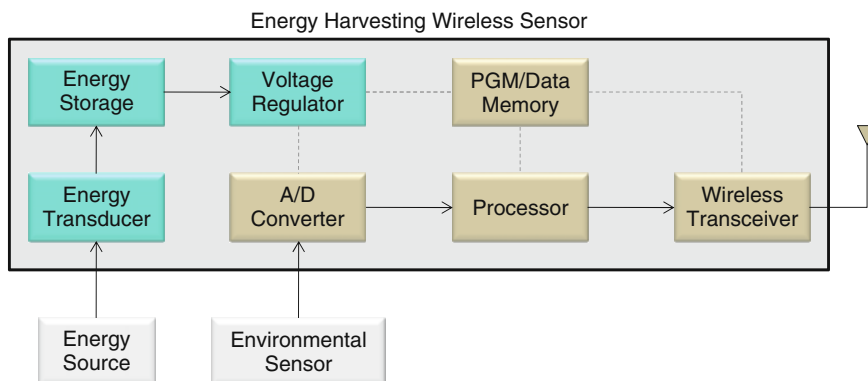 Energy Harvesting Wireless Sensor
Energy
Storage
Voltage
Regulator
PGM/Data
Memory
Energy
Transducer
A/D
Converter
Processor
Wireless
Transceiver
Energy
Source
Environmental
Sensor